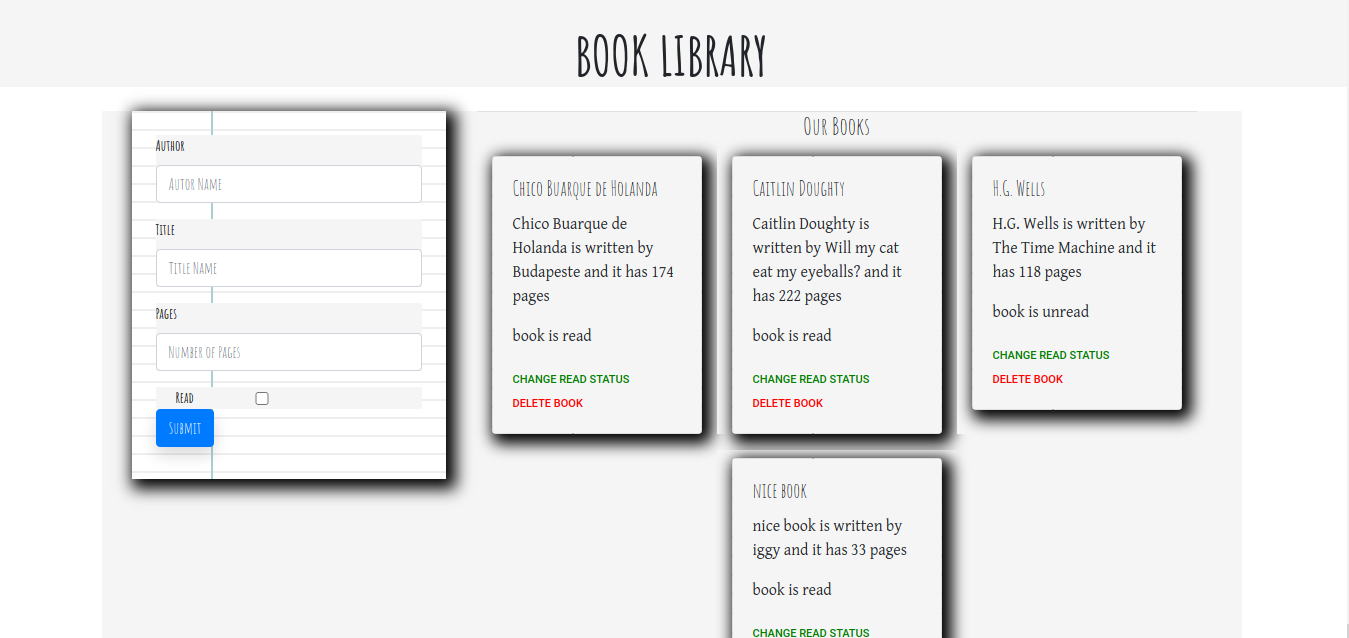 BOOK LIBRARY
Author
Autor Name
Title
Title Name
Pages
Number of Pages
Read
Submit
Our Books
Chico Buarque de Holanda
Chico Buarque de
Holanda is written by
Budapeste and it has 174
pages
book is read
CHANGE READ STATUS
DELETE BOOK
Caitlin Doughty
Caitlin Doughty is
written by Will my cat
eat my eyeballs? and it
has 222 pages
book is read
CHANGE READ STATUS
DELETE BOOK
H.G. Wells
H.G. Wells is written by
The Time Machine and it
has 118 pages
book is unread
CHANGE READ STATUS
DELETE BOOK
nice book
nice book is written by
iggy and it has 33 pages
book is read
CHANGE READ STATUS